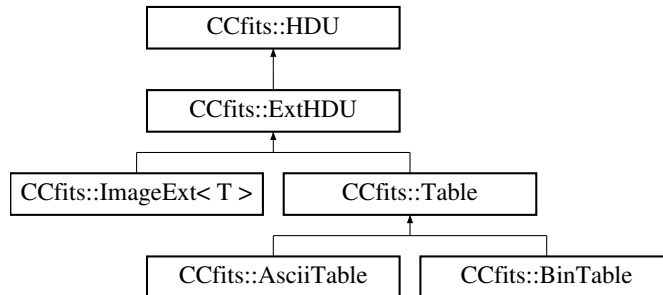 CCfits::HDU
CCfits::ExtHDU
CCfits::ImageExt< T >
CCfits::Table
CCfits::AsciiTable
CCfits::BinTable